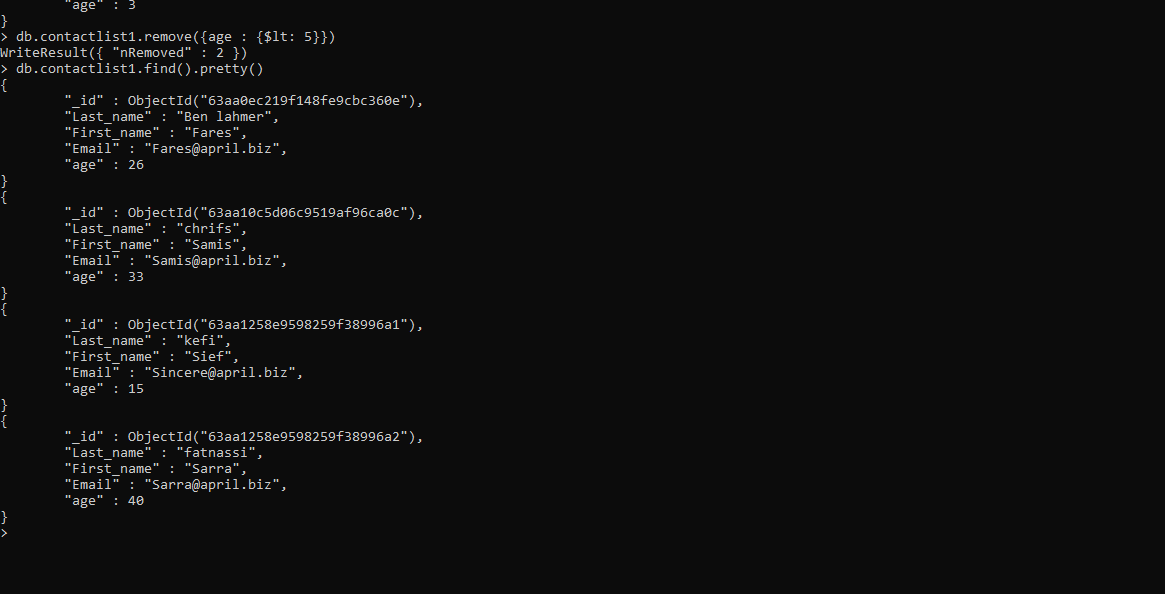 "age" : 3
}
> db.contactlist1.remove({age : {$lt: 5}})
WriteResult({ "nRemoved" : 2 })
> db.contactlist1.find().pretty()
{
"_id" : ObjectId("63aa0ec219f148fe9cbc360e"),
"Last_name" : "Ben lahmer",
"First_name" : "Fares",
"Email" : "Fares@april.biz",
"age" : 26
}
{
"_id" : ObjectId("63aa10c5d06c9519af96ca0c"),
"Last_name" : "chrifs",
"First_name" : "Samis",
"Email" : "Samis@april.biz",
"age" : 33
}
{
"_id" : ObjectId("63aa1258e9598259f38996a1"),
"Last_name" : "kefi",
"First_name" : "Sief",
"Email" : "Sincere@april.biz",
"age" : 15
}
{
"_id" : ObjectId("63aa1258e9598259f38996a2"),
"Last_name" : "fatnassi",
"First_name" : "Sarra",
"Email" : "Sarra@april.biz",
"age" : 40
}
>